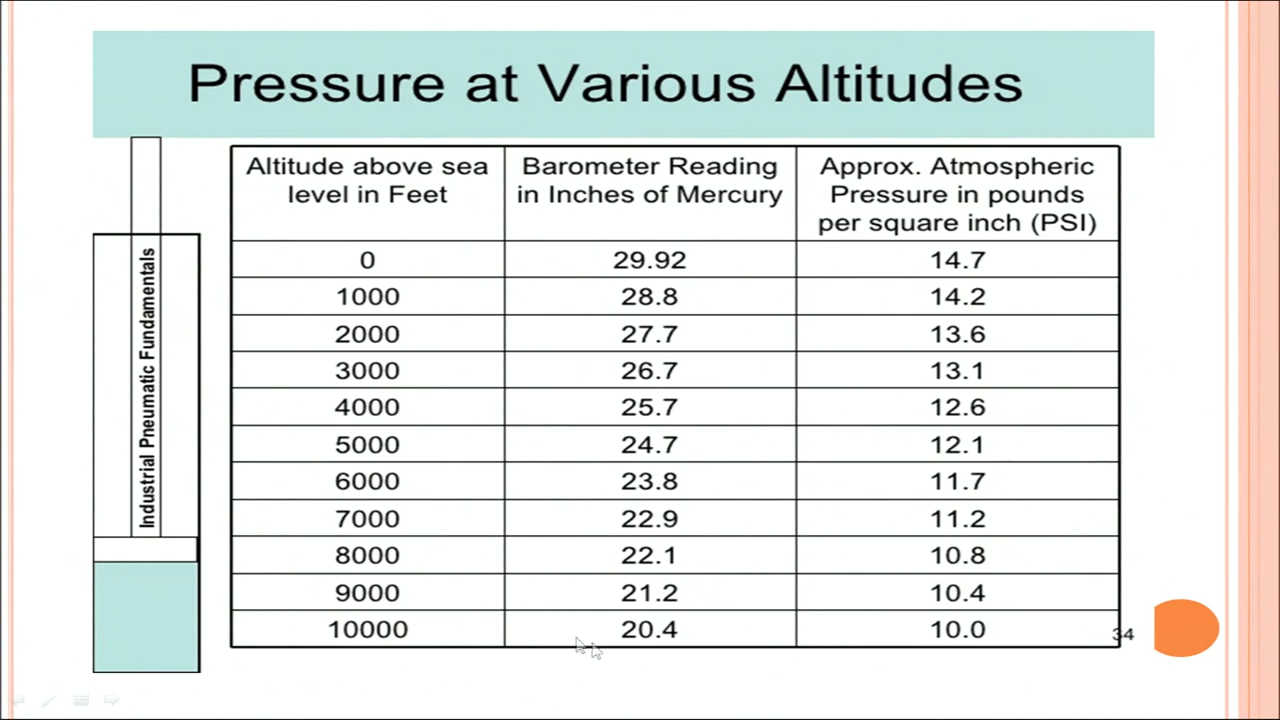 Pressure at Various Altitudes
Industrial Pneumatic Fundamentals
Altitude above sea level in Feet Barometer Reading in Inches of Mercury Approx. Atmospheric Pressure in pounds per square inch (PSI)
0 29.92 14.7
1000 28.8 14.2
2000 27.7 13.6
3000 26.7 13.1
4000 25.7 12.6
5000 24.7 12.1
6000 23.8 11.7
7000 22.9 11.2
8000 22.1 10.8
9000 21.2 10.4
10000 20.4 10.0
34